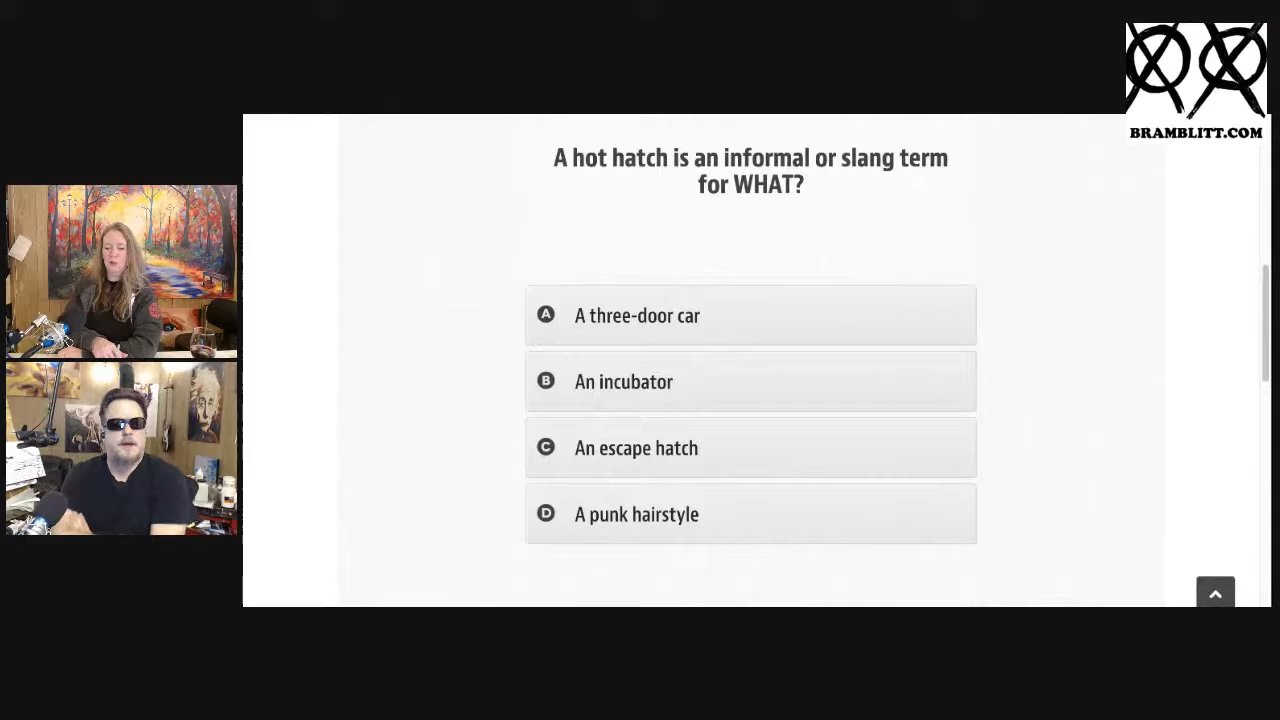 BRAMBLITT.COM
A hot hatch is an informal or slang term
for WHAT?
A A three-door car
B An incubator
C An escape hatch
D A punk hairstyle